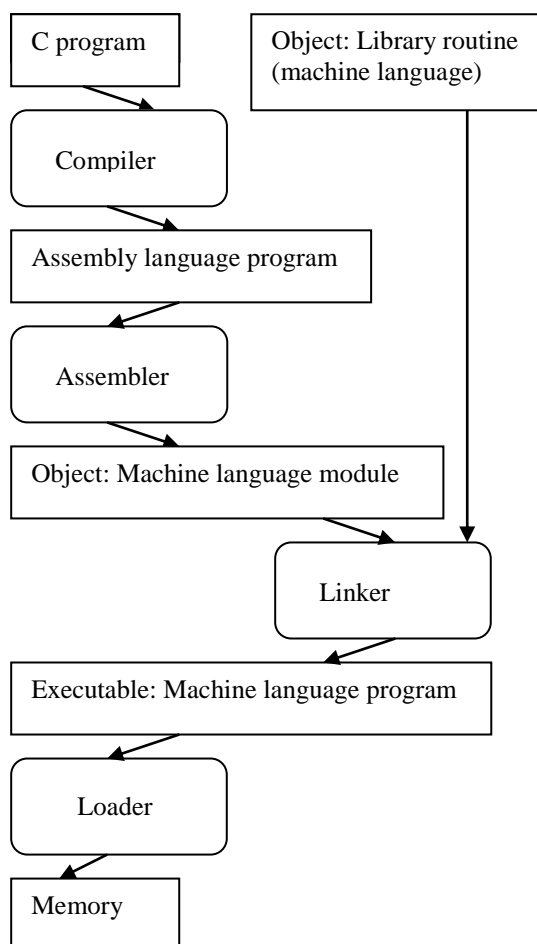 C program
Object: Library routine
(machine language)
Compiler
Assembly language program
Assembler
Object: Machine language module
Linker
Executable: Machine language program
Loader
Memory